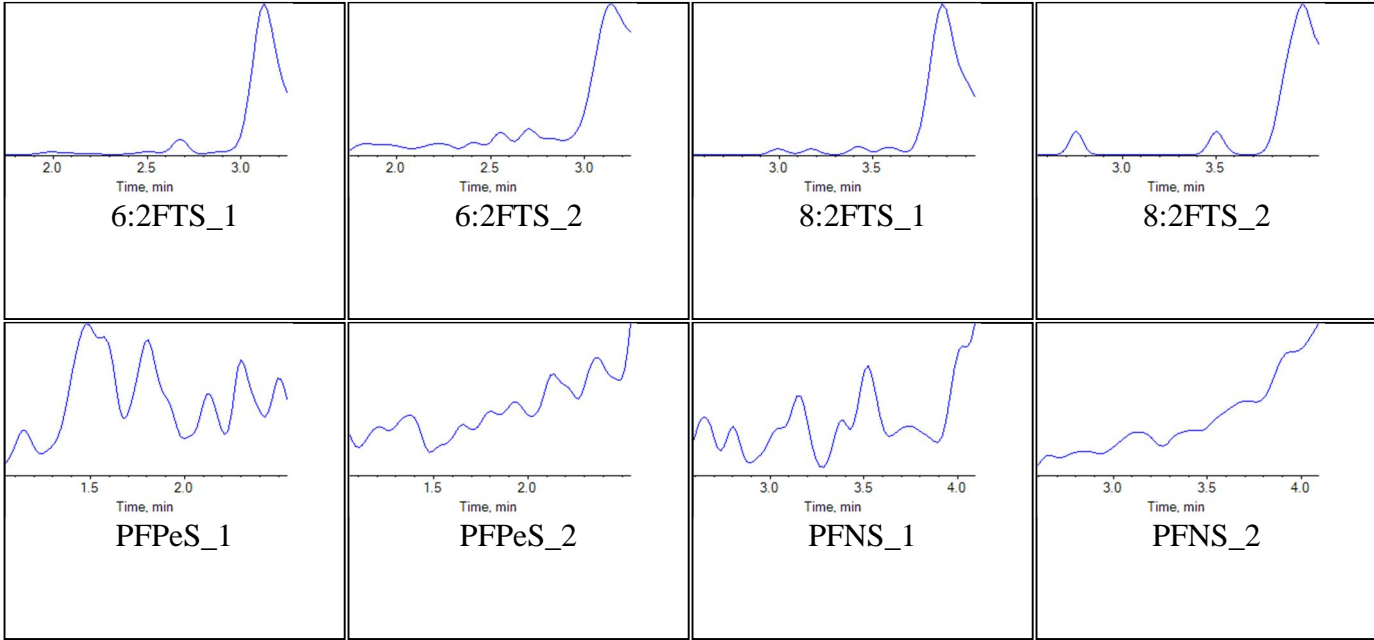 2.0 2.5 3.0
Time, min
6:2FTS_1
2.0 2.5 3.0
Time, min
6:2FTS_2
3.0 3.5
Time, min
8:2FTS_1
3.0 3.5
Time, min
8:2FTS_2
1.5 2.0
Time, min
PFPeS_1
1.5 2.0
Time, min
PFPeS_2
3.0 3.5 4.0
Time, min
PFNS_1
3.0 3.5 4.0
Time, min
PFNS_2